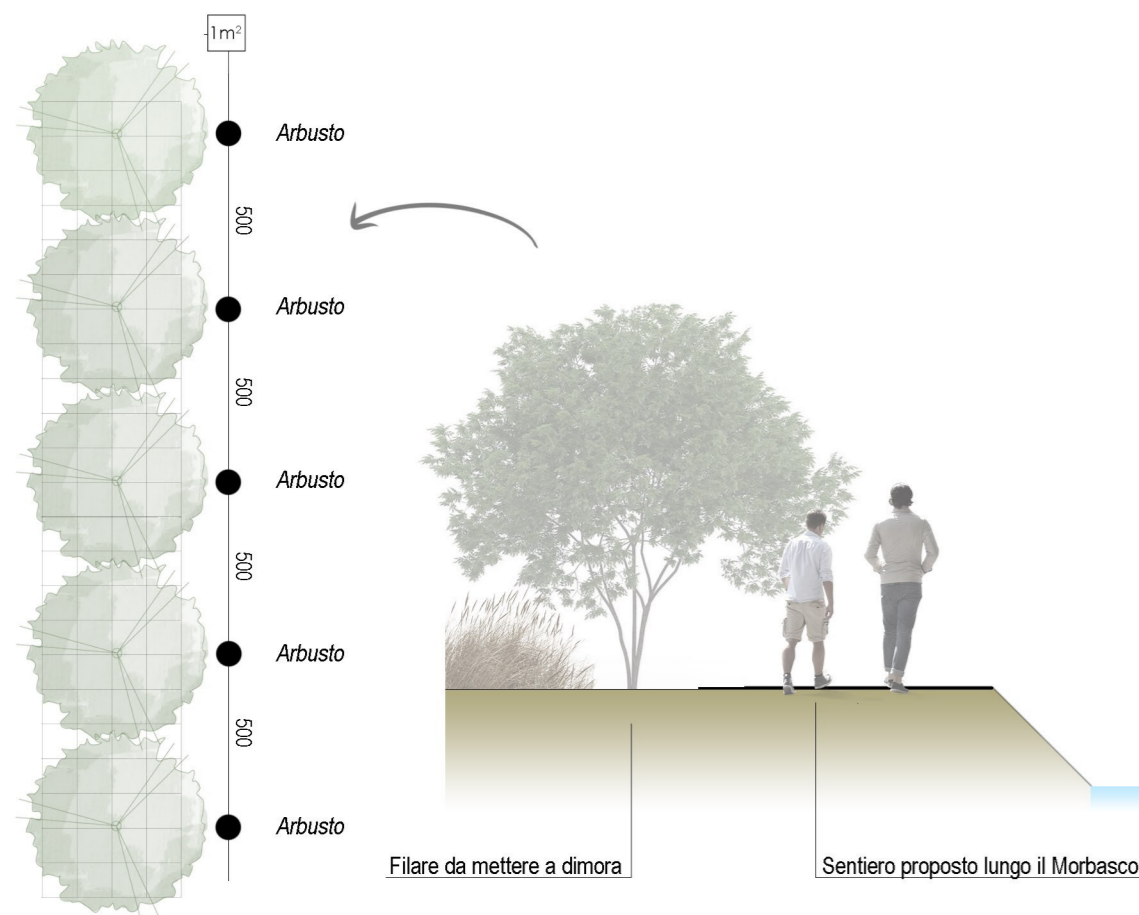 1m²
Arbusto
500
Arbusto
500
Arbusto
500
Arbusto
500
Arbusto
Filare da mettere a dimora
Sentiero proposto lungo il Morbasco